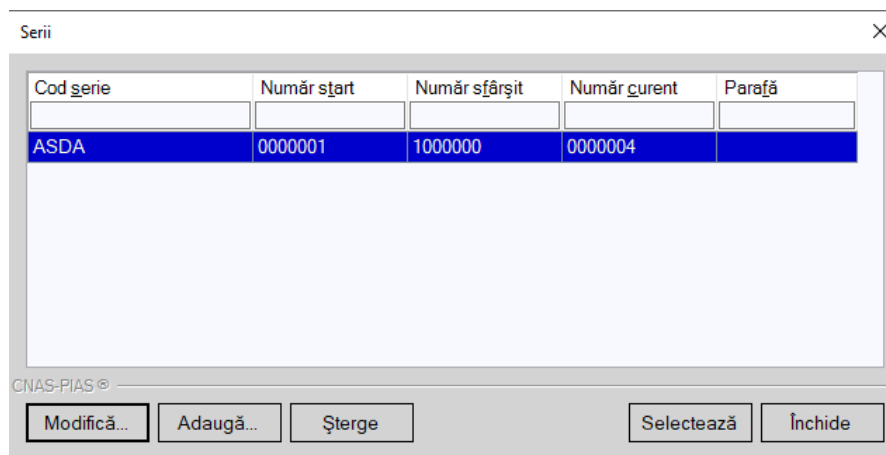 Serii
Cod serie Număr start Număr sfârșit Număr curent Parafă
ASDA 0000001 1000000 0000004
CNAS-PIAS ®
Modifică... Adaugă... Şterge Selectează Închide